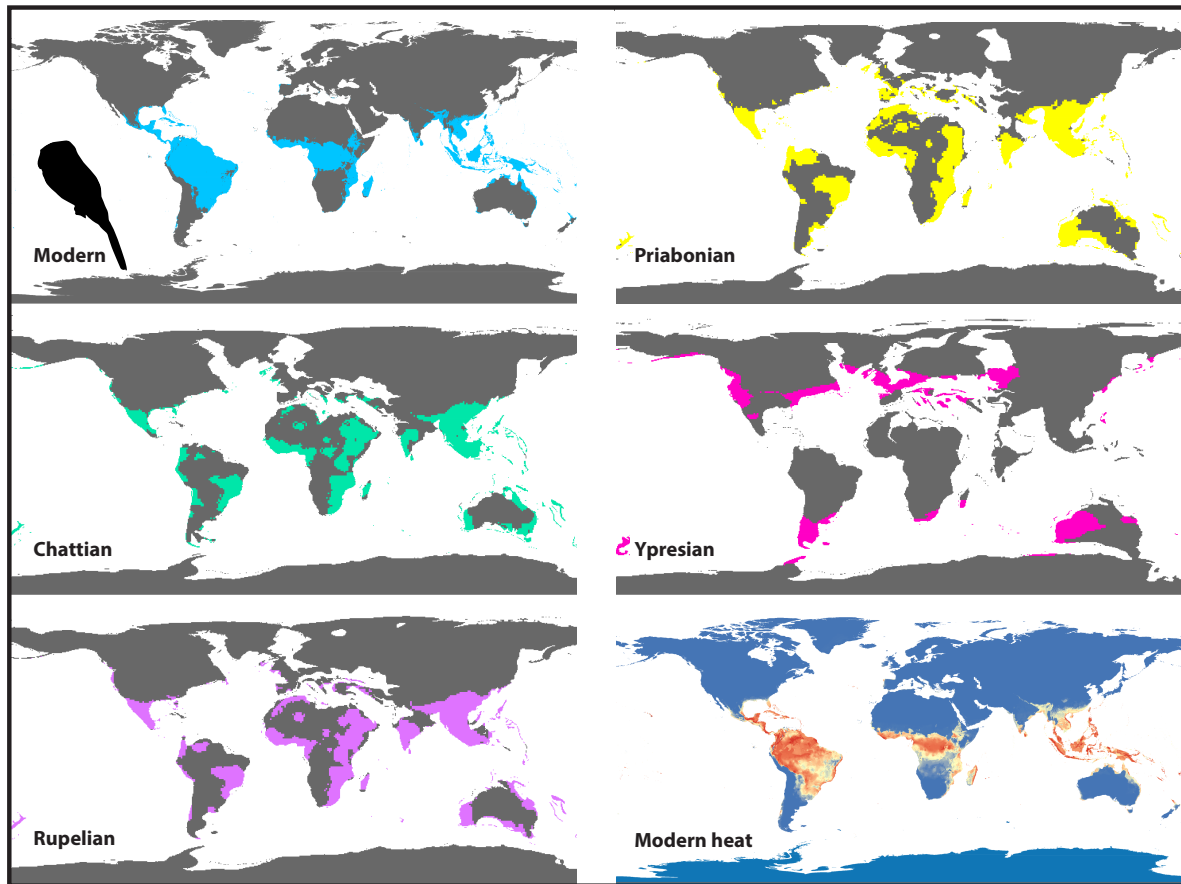 Modern
Priabonian
Chattian
Ypresian
Rupelian
Modern heat